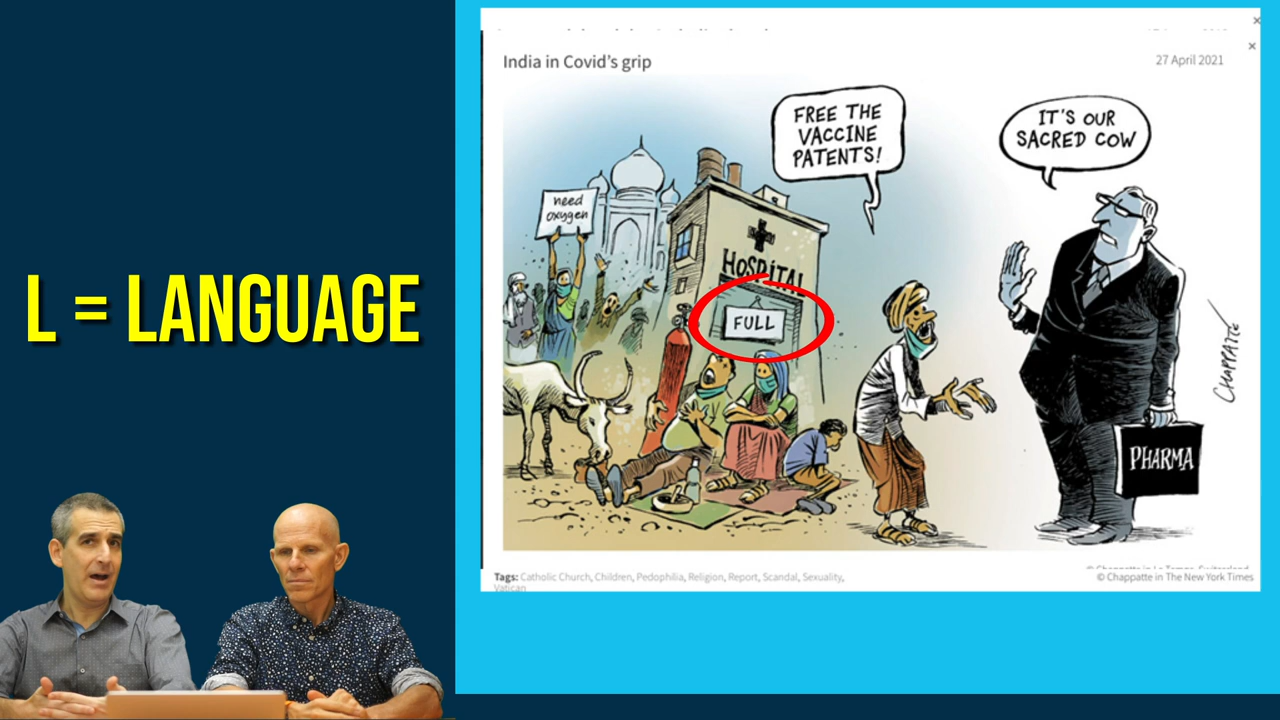 L = LANGUAGE
×
×
India in Covid's grip
27 April 2021
FREE THE
VACCINE
PATENTS!
IT'S OUR
SACRED COW
need
oxygen
HOSPITAL
FULL
PHARMA
CHAPPATTE
Tags: Catholic Church, Children, Pedophilia, Religion, Report, Scandal, Sexuality,
Vatican
© Chappatte in The New York Times